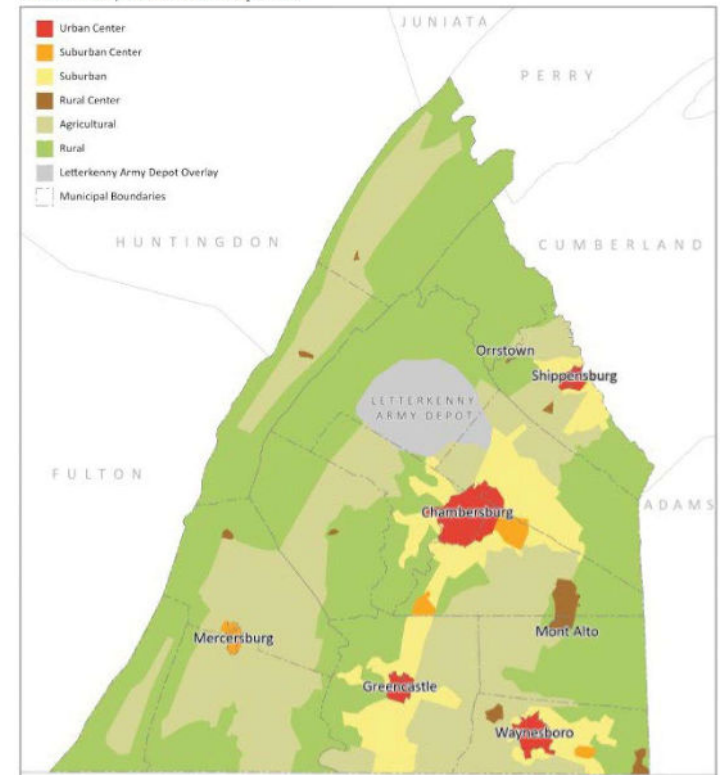 Urban Center
Suburban Center
Suburban
Rural Center
Agricultural
Rural
Letterkenny Army Depot Overlay
Municipal Boundaries
JUNIATA
PERRY
HUNTINGDON
CUMBERLAND
Orrstown
Shippensburg
LETTERKENNY
ARMY DEPOT
FULTON
ADAMS
Chambersburg
Mont Alto
Mercersburg
Greencastle
Waynesboro